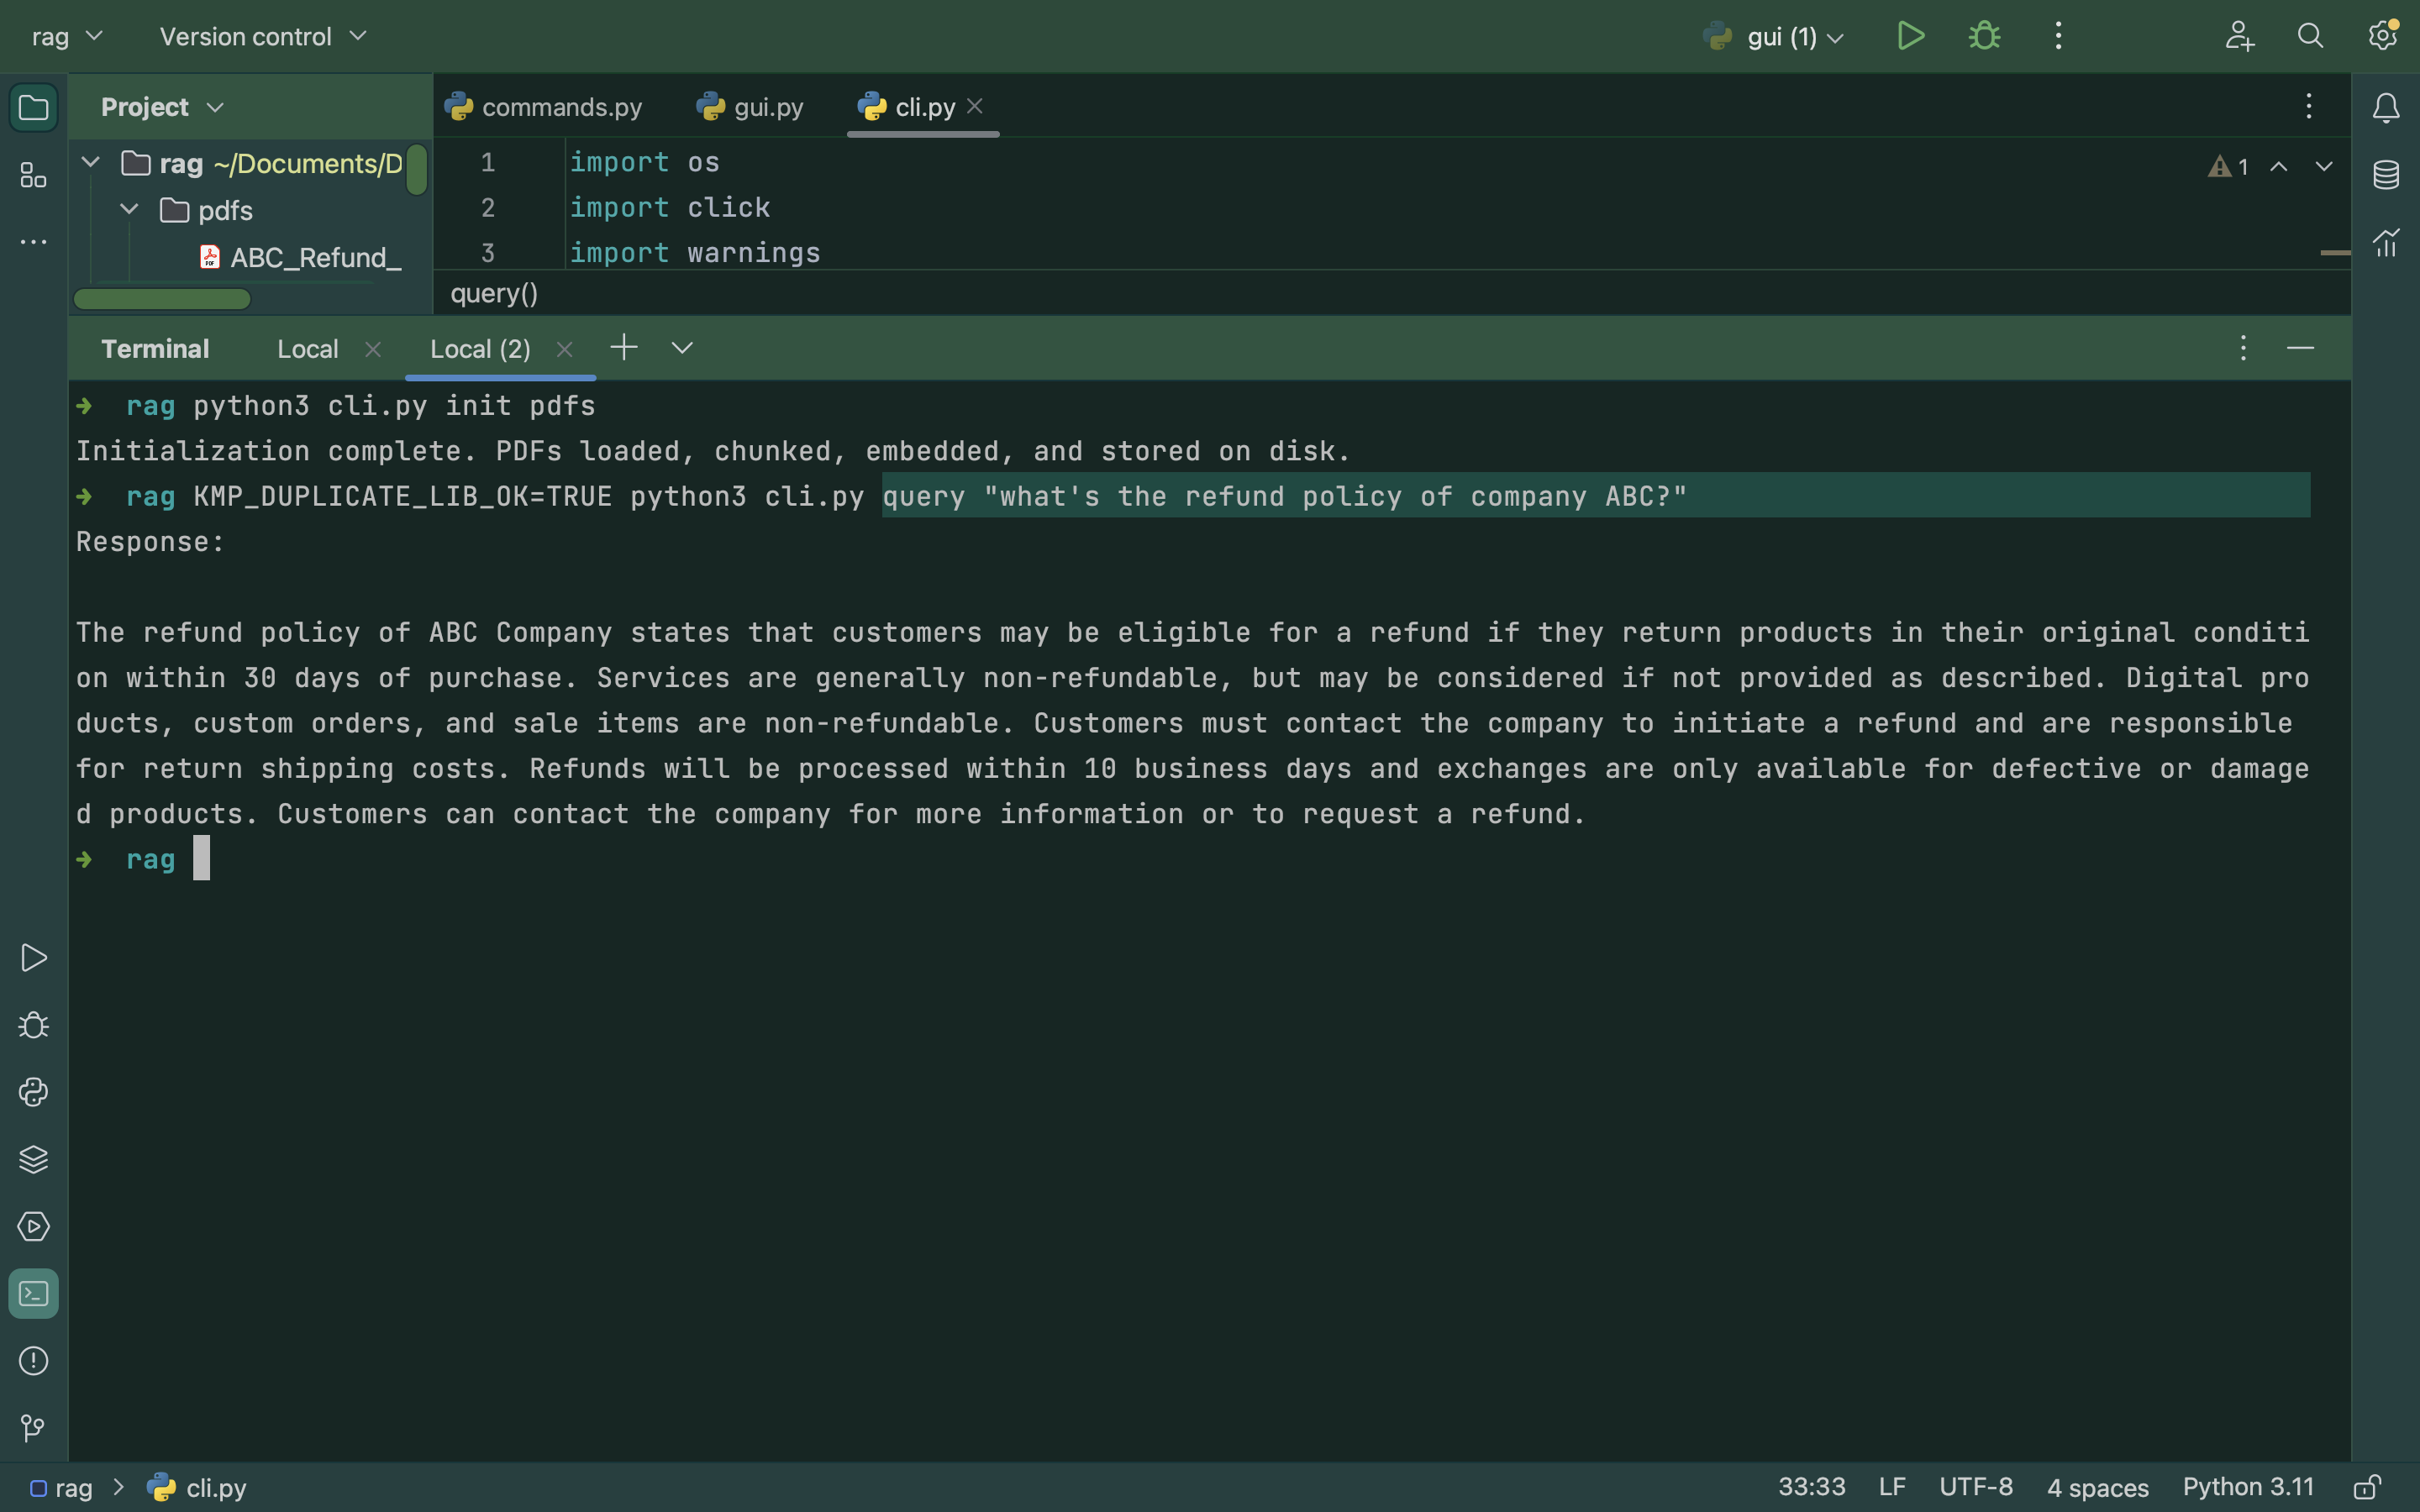 rag
Version control
gui (1)
Project
commands.py
gui.py
cli.py
rag ~/Documents/D
pdfs
ABC_Refund_
1 import os
2 import click
3 import warnings
1
query()
Terminal
Local
Local (2)
➜ rag python3 cli.py init pdfs
Initialization complete. PDFs loaded, chunked, embedded, and stored on disk.
➜ rag KMP_DUPLICATE_LIB_OK=TRUE python3 cli.py query "what's the refund policy of company ABC?"
Response:
The refund policy of ABC Company states that customers may be eligible for a refund if they return products in their original conditi
on within 30 days of purchase. Services are generally non-refundable, but may be considered if not provided as described. Digital pro
ducts, custom orders, and sale items are non-refundable. Customers must contact the company to initiate a refund and are responsible
for return shipping costs. Refunds will be processed within 10 business days and exchanges are only available for defective or damage
d products. Customers can contact the company for more information or to request a refund.
➜ rag
rag > cli.py
33:33
LF
UTF-8
4 spaces
Python 3.11